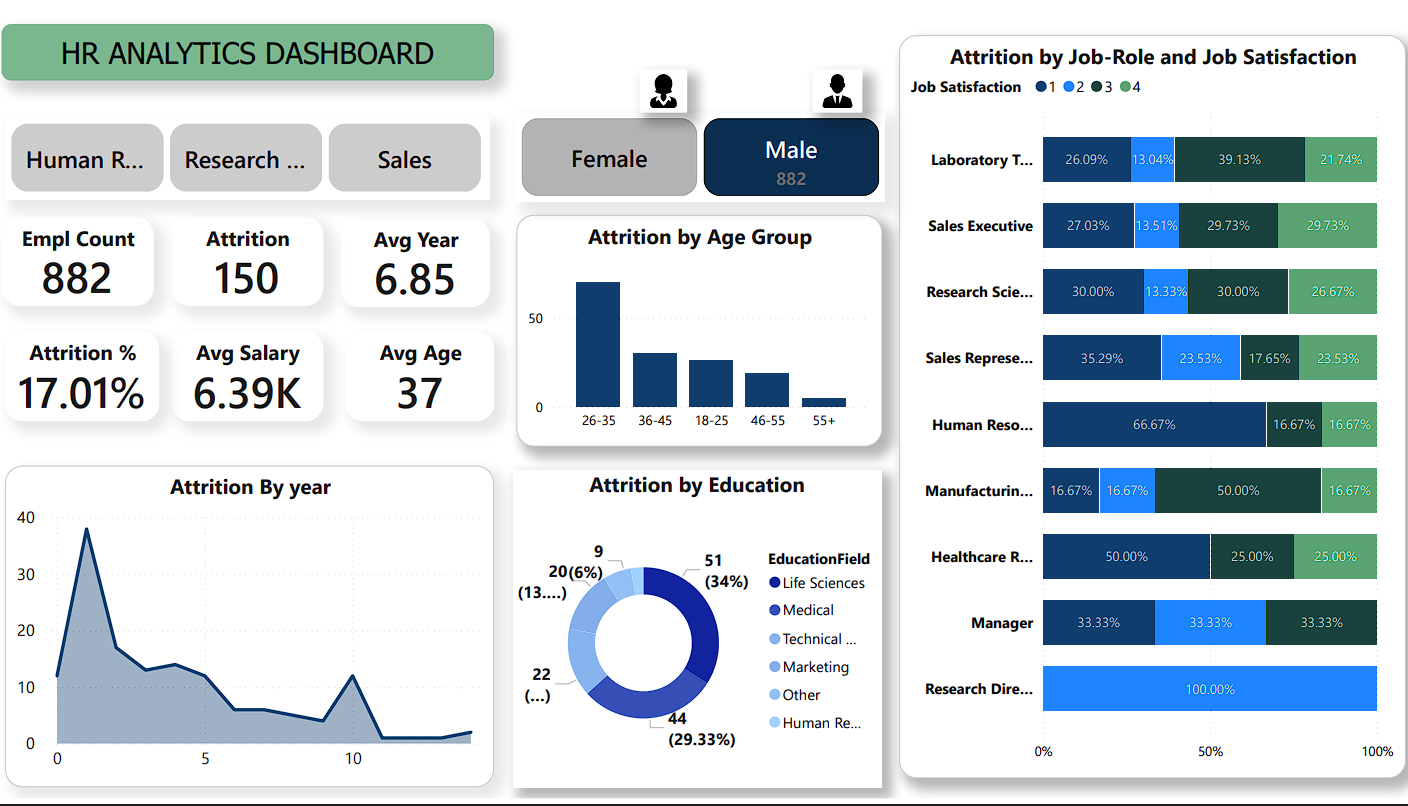 HR ANALYTICS DASHBOARD
Human R...
Research ...
Sales
Female
Male
882
Empl Count
882
Attrition
150
Avg Year
6.85
Attrition %
17.01%
Avg Salary
6.39K
Avg Age
37
Attrition by Age Group
50
0
26-35 36-45 18-25 46-55 55+
Attrition By year
40
30
20
10
0
0 5 10
Attrition by Education
51
(34%)
44
(29.33%)
22
(...)
20
(13....)
9
(6%)
EducationField
Life Sciences
Medical
Technical ...
Marketing
Other
Human Re...
Attrition by Job-Role and Job Satisfaction
Job Satisfaction 1 2 3 4
Laboratory T... 26.09% 13.04% 39.13% 21.74%
Sales Executive 27.03% 13.51% 29.73% 29.73%
Research Scie... 30.00% 13.33% 30.00% 26.67%
Sales Represe... 35.29% 23.53% 17.65% 23.53%
Human Reso... 66.67% 16.67% 16.67%
Manufacturin... 16.67% 16.67% 50.00% 16.67%
Healthcare R... 50.00% 25.00% 25.00%
Manager 33.33% 33.33% 33.33%
Research Dire... 100.00%
0% 50% 100%